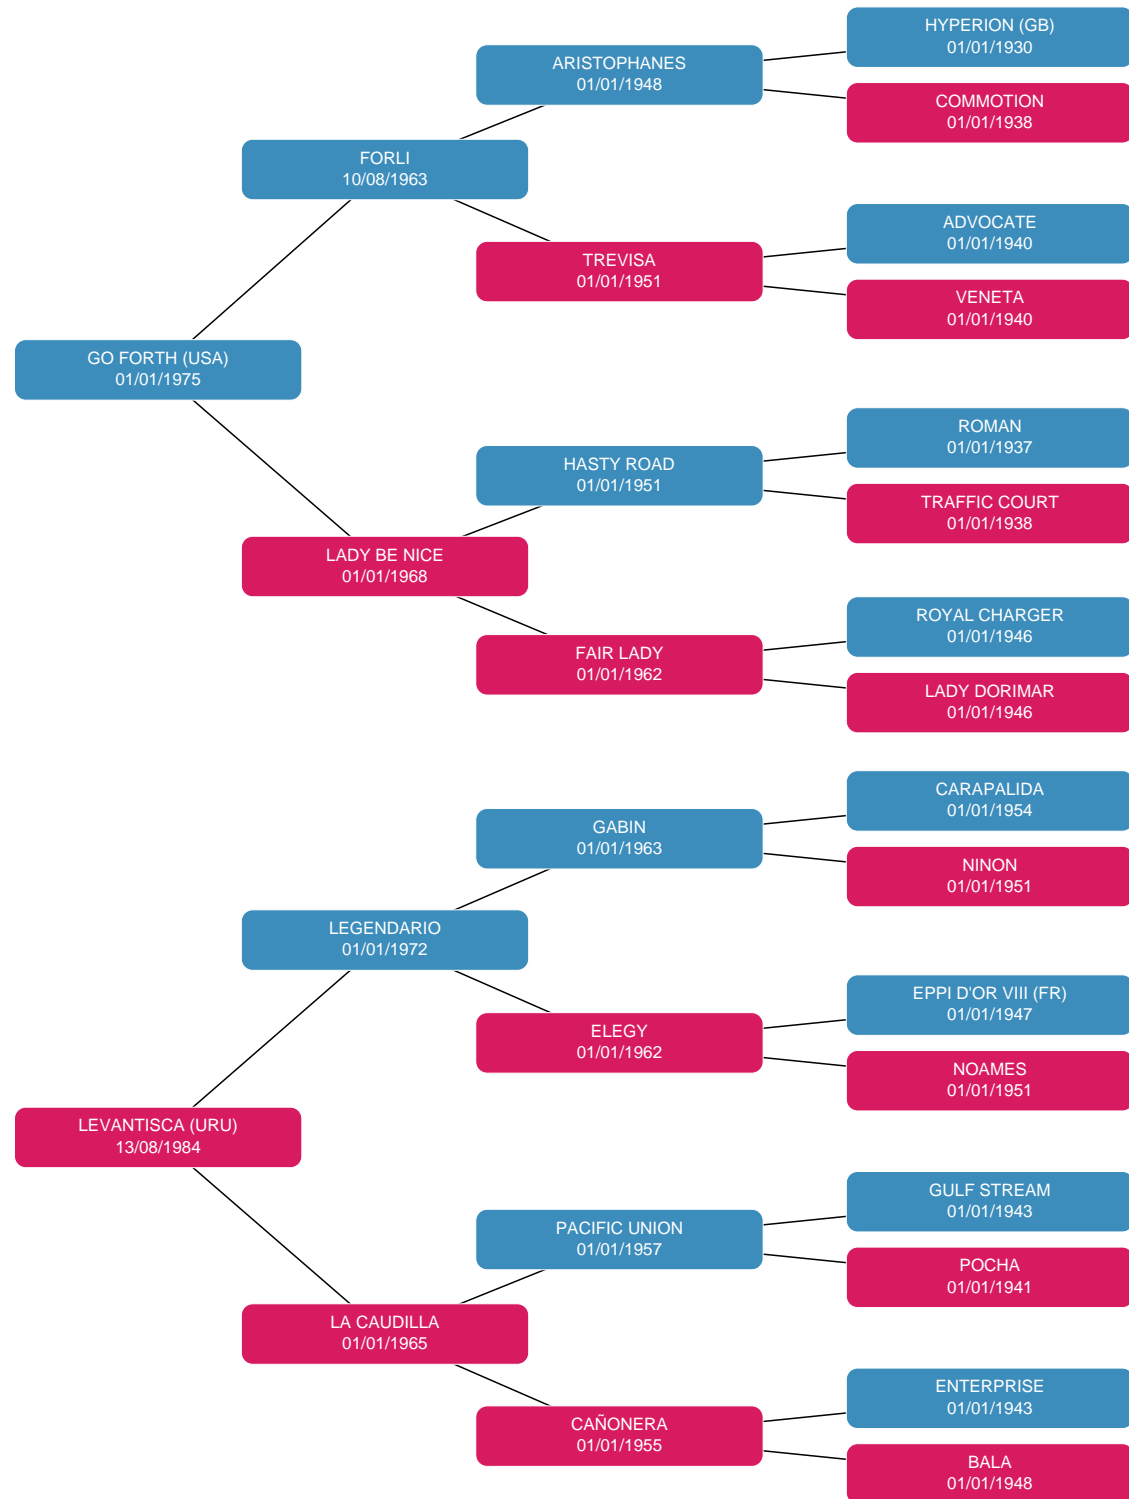 HYPERION (GB)
01/01/1930
ARISTOPHANES
01/01/1948
COMMOTION
01/01/1938
FORLI
10/08/1963
ADVOCATE
01/01/1940
TREVISA
01/01/1951
VENETA
01/01/1940
GO FORTH (USA)
01/01/1975
ROMAN
01/01/1937
HASTY ROAD
01/01/1951
TRAFFIC COURT
01/01/1938
LADY BE NICE
01/01/1968
ROYAL CHARGER
01/01/1946
FAIR LADY
01/01/1962
LADY DORIMAR
01/01/1946
CARAPALIDA
01/01/1954
GABIN
01/01/1963
NINON
01/01/1951
LEGENDARIO
01/01/1972
EPPI D'OR VIII (FR)
01/01/1947
ELEGY
01/01/1962
NOAMES
01/01/1951
LEVANTISCA (URU)
13/08/1984
GULF STREAM
01/01/1943
PACIFIC UNION
01/01/1957
POCHA
01/01/1941
LA CAUDILLA
01/01/1965
ENTERPRISE
01/01/1943
CAÑONERA
01/01/1955
BALA
01/01/1948